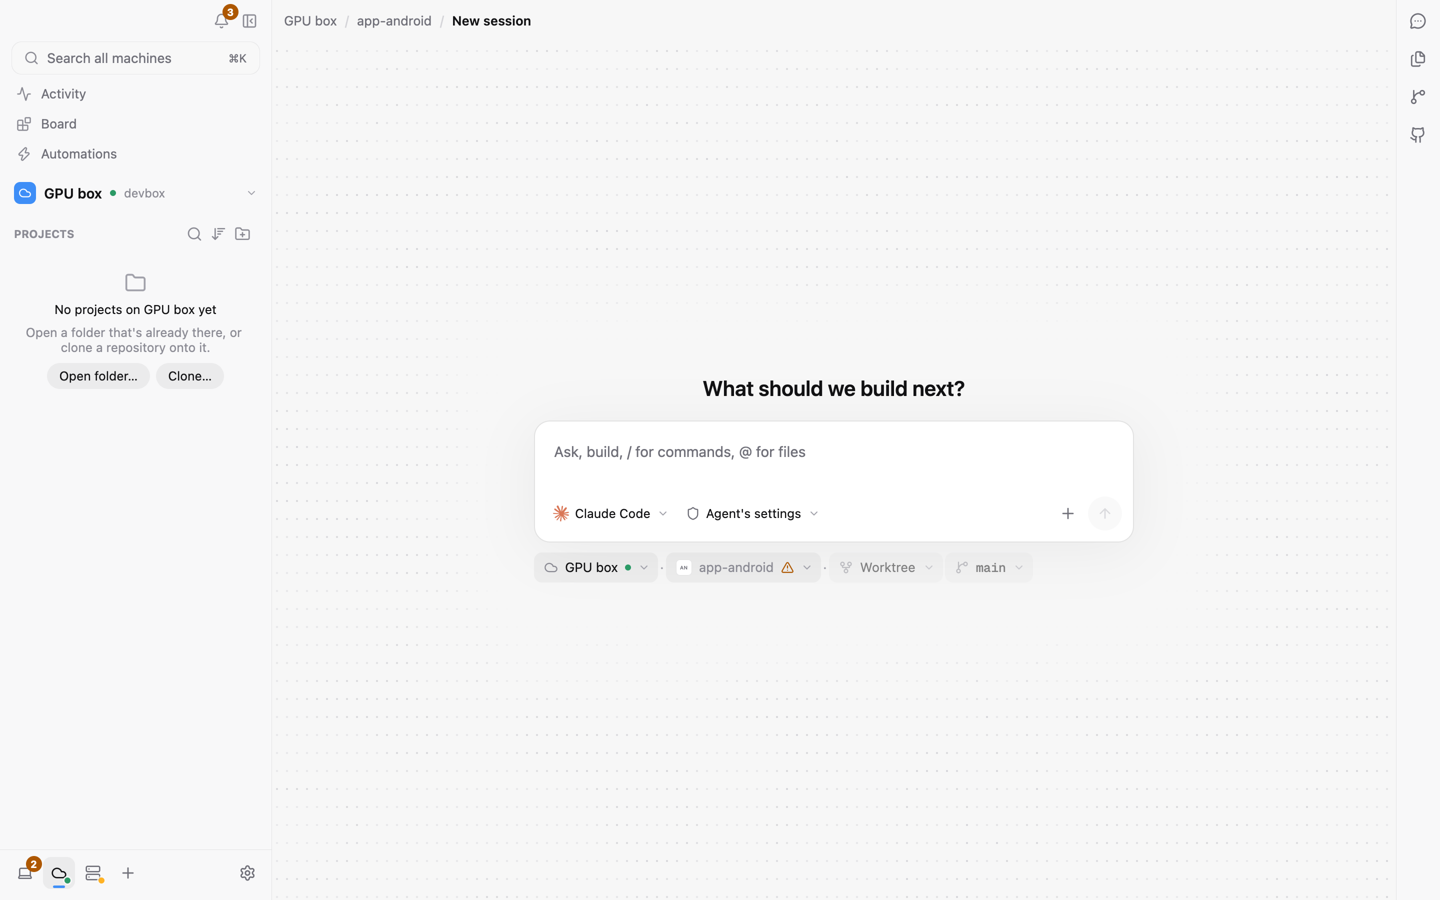 3
GPU box / app-android / New session
Search all machines ⌘K
Activity
Board
Automations
GPU box devbox
PROJECTS
No projects on GPU box yet
Open a folder that's already there, or
clone a repository onto it.
Open folder...
Clone...
What should we build next?
Ask, build, / for commands, @ for files
Claude Code
Agent's settings
GPU box · AN app-android · Worktree main
2